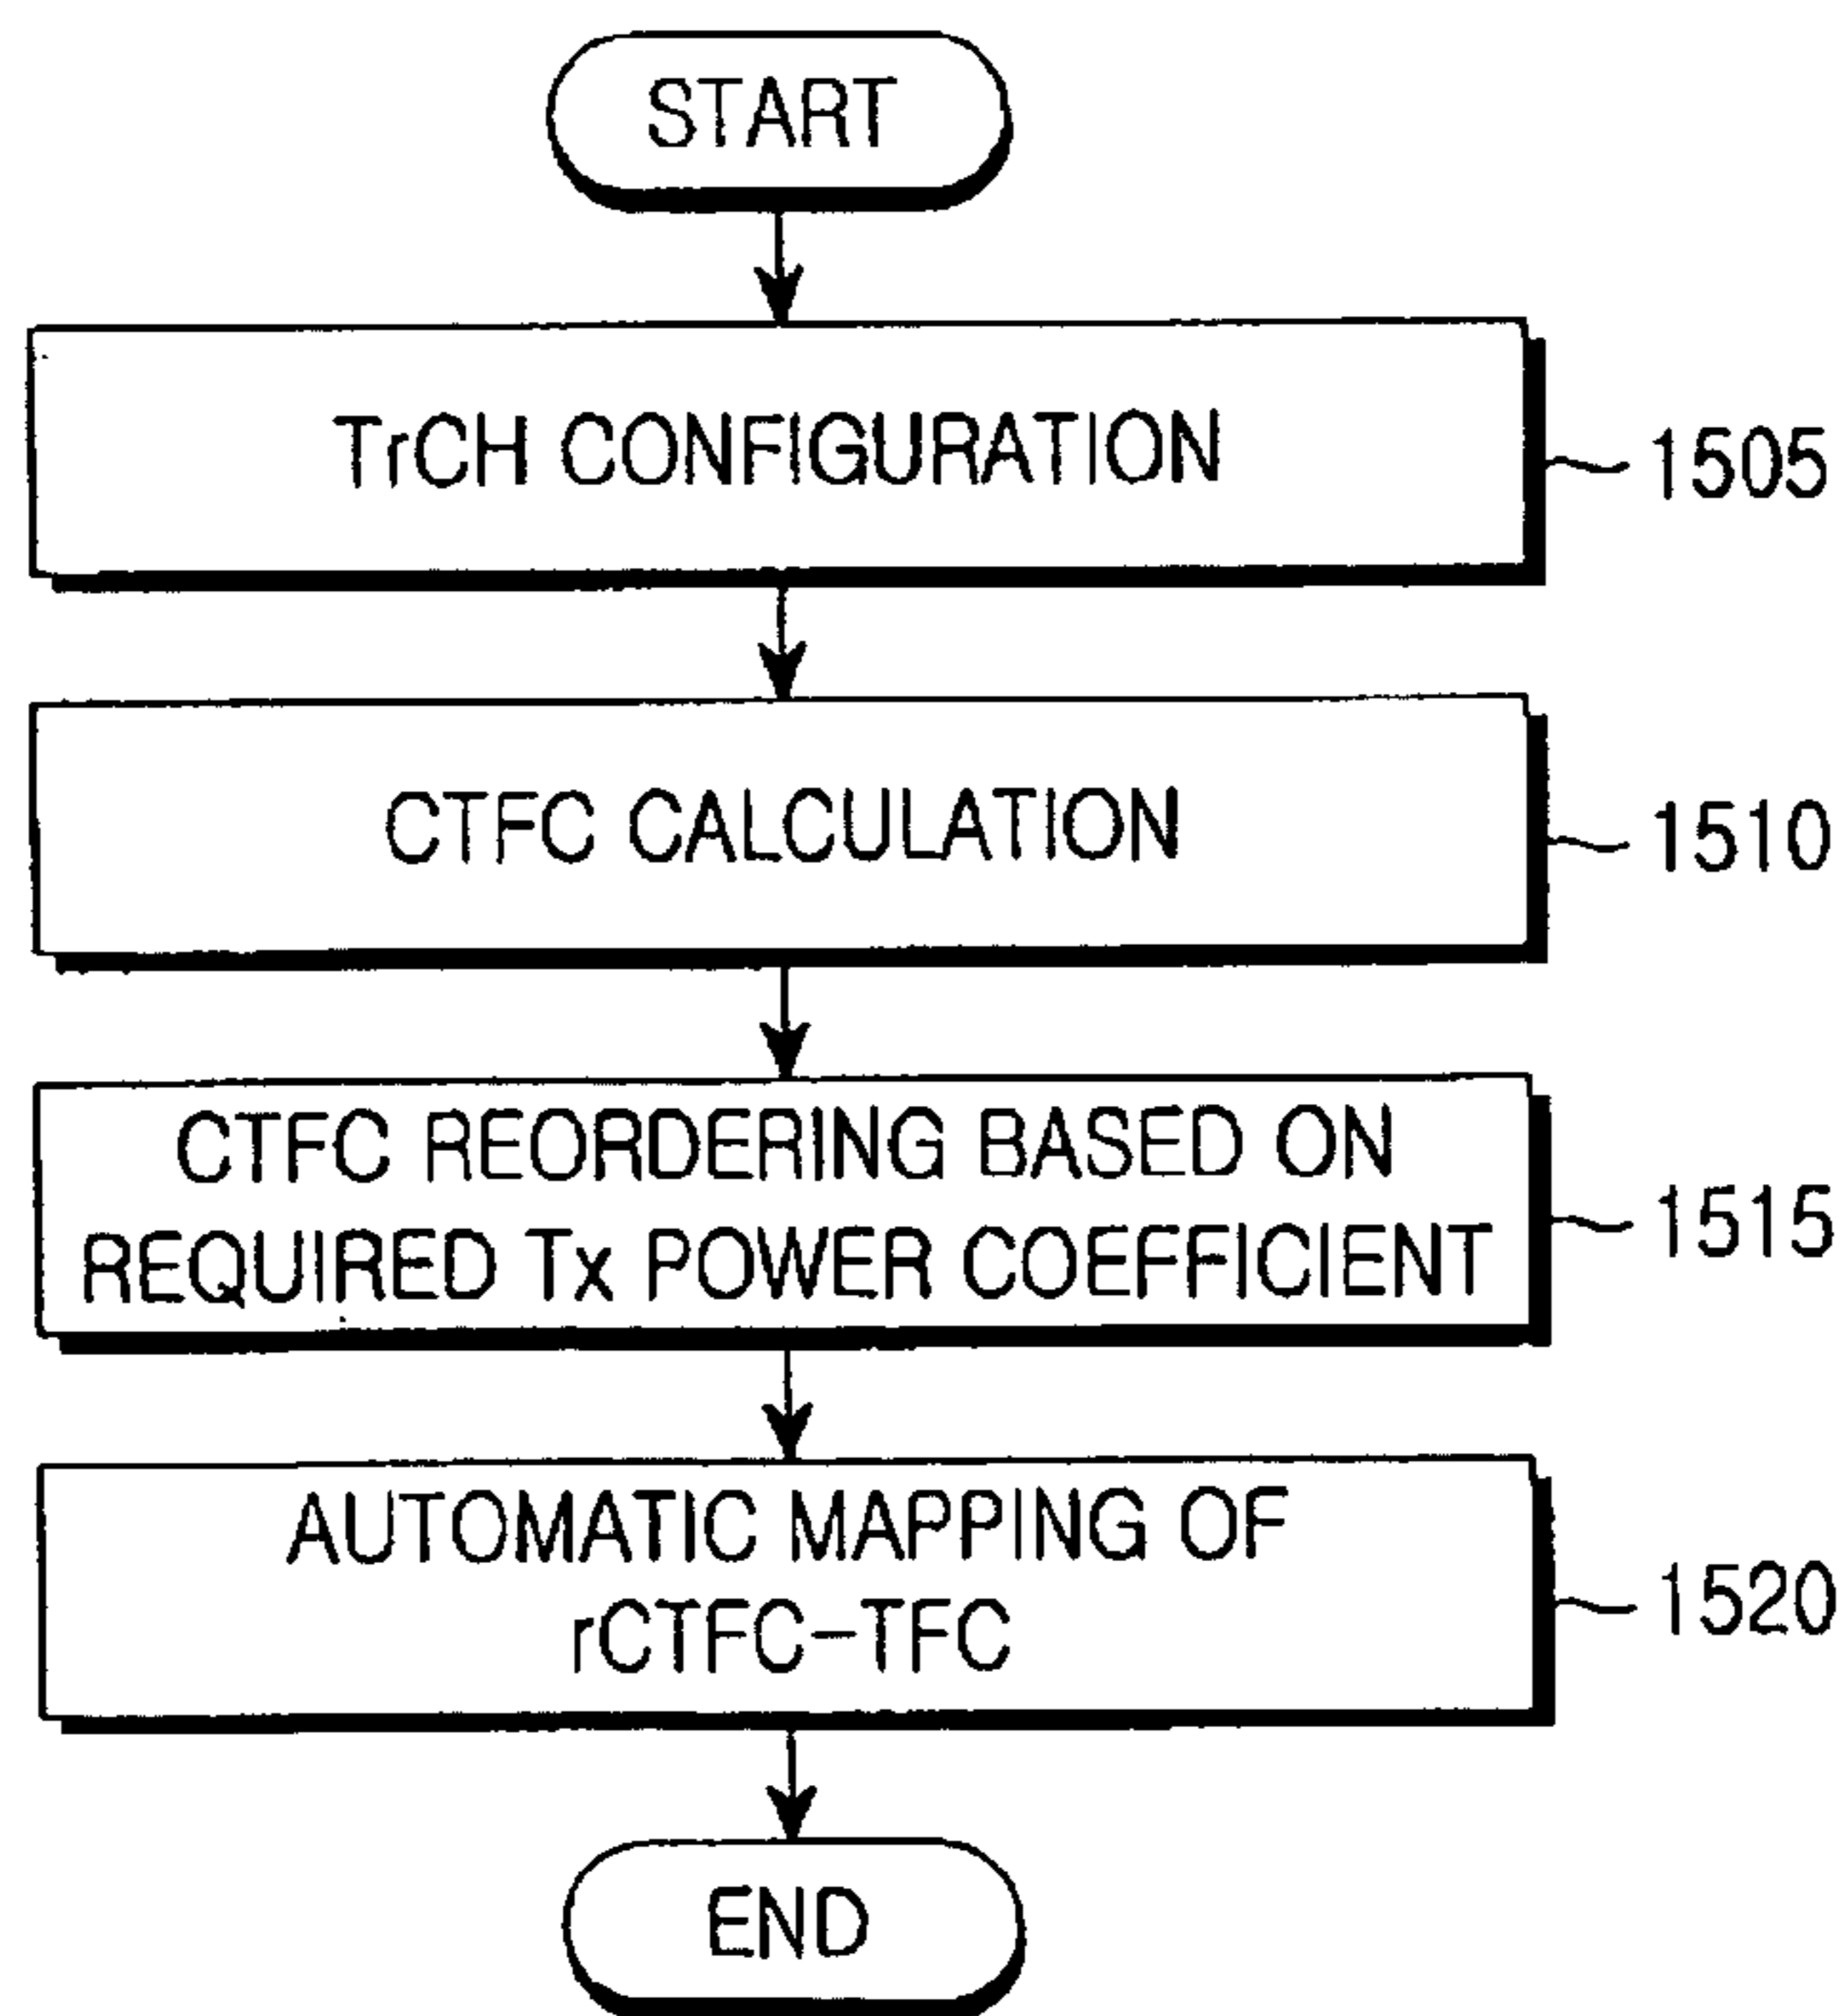 START
TrCH CONFIGURATION
1505
CTFC CALCULATION
1510
CTFC REORDERING BASED ON
REQUIRED Tx POWER COEFFICIENT
1515
AUTOMATIC MAPPING OF
rCTFC-TFC
1520
END